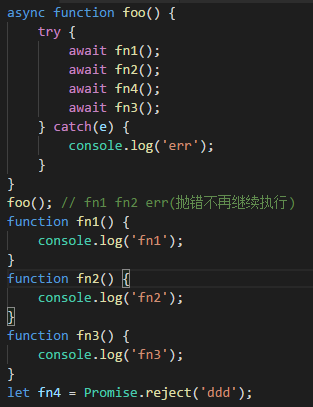 async function foo() {
    try {
        await fn1();
        await fn2();
        await fn4();
        await fn3();
    } catch(e) {
        console.log('err');
    }
}
foo(); // fn1 fn2 err(抛错不再继续执行)
function fn1() {
    console.log('fn1');
}
function fn2() {
    console.log('fn2');
}
function fn3() {
    console.log('fn3');
}
let fn4 = Promise.reject('ddd');